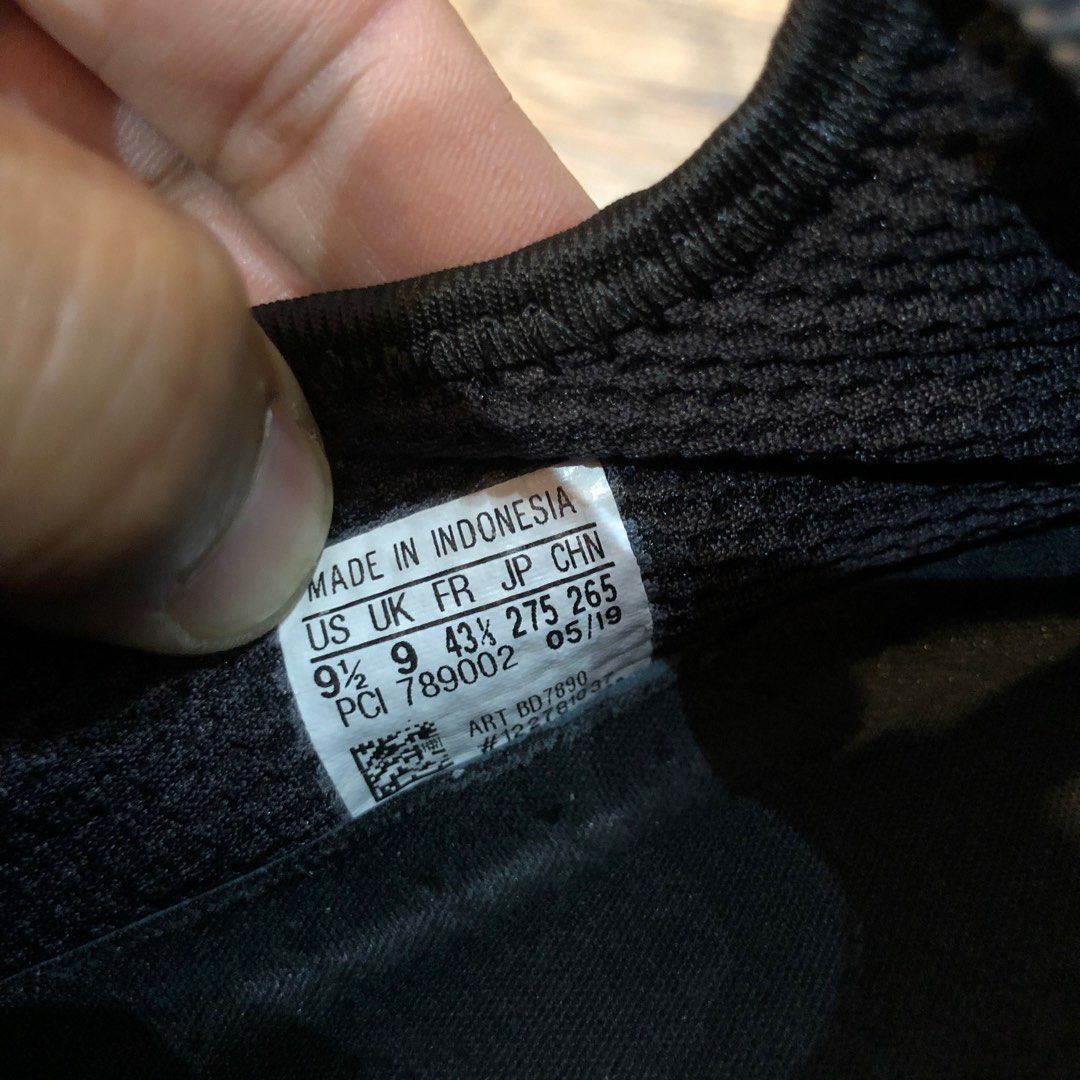 MADE IN INDONESIA
US UK FR JP CHN
9½ 9 43⅓ 275 265
PCI 789002 05/19
ART BD7890